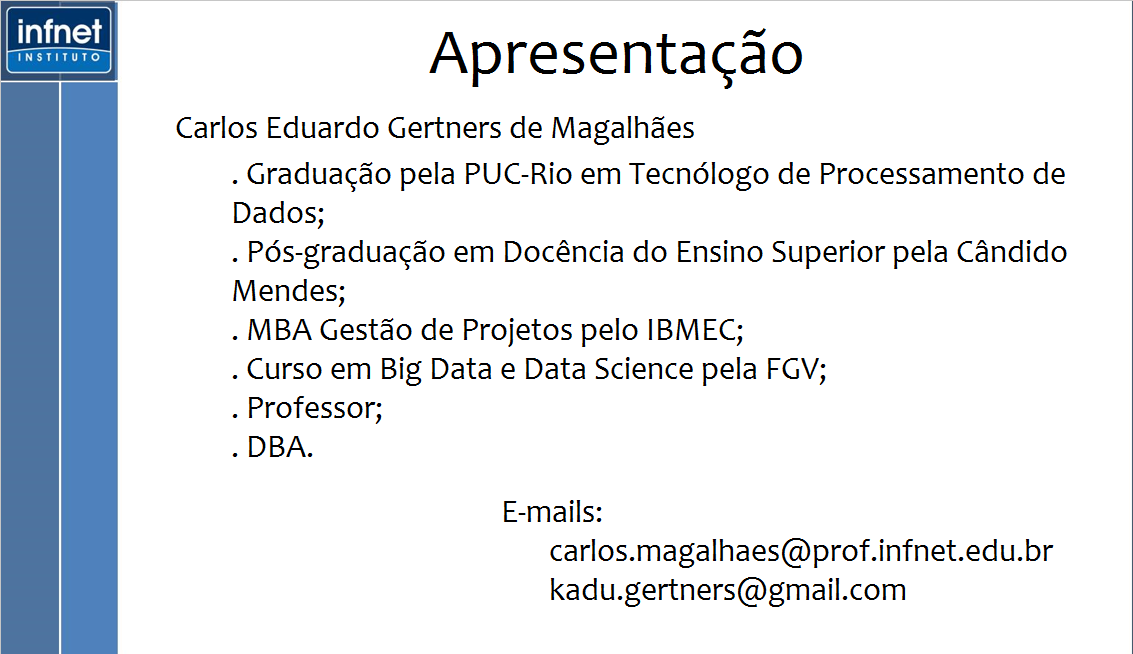 infnet
INSTITUTO
Apresentação
Carlos Eduardo Gertners de Magalhães
. Graduação pela PUC-Rio em Tecnólogo de Processamento de
Dados;
. Pós-graduação em Docência do Ensino Superior pela Cândido
Mendes;
. MBA Gestão de Projetos pelo IBMEC;
. Curso em Big Data e Data Science pela FGV;
. Professor;
. DBA.
E-mails:
carlos.magalhaes@prof.infnet.edu.br
kadu.gertners@gmail.com